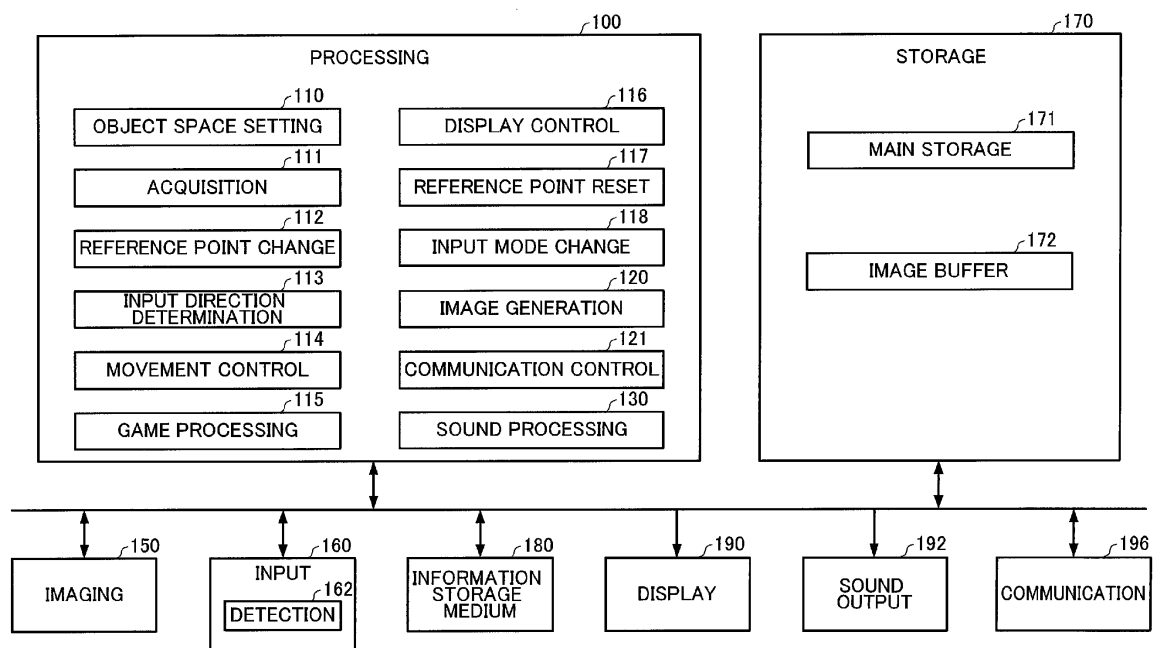 100
PROCESSING
110
OBJECT SPACE SETTING
111
ACQUISITION
112
REFERENCE POINT CHANGE
113
INPUT DIRECTION
DETERMINATION
114
MOVEMENT CONTROL
115
GAME PROCESSING
116
DISPLAY CONTROL
117
REFERENCE POINT RESET
118
INPUT MODE CHANGE
120
IMAGE GENERATION
121
COMMUNICATION CONTROL
130
SOUND PROCESSING
170
STORAGE
171
MAIN STORAGE
172
IMAGE BUFFER
150
IMAGING
160
INPUT
162
DETECTION
180
INFORMATION
STORAGE
MEDIUM
190
DISPLAY
192
SOUND
OUTPUT
196
COMMUNICATION